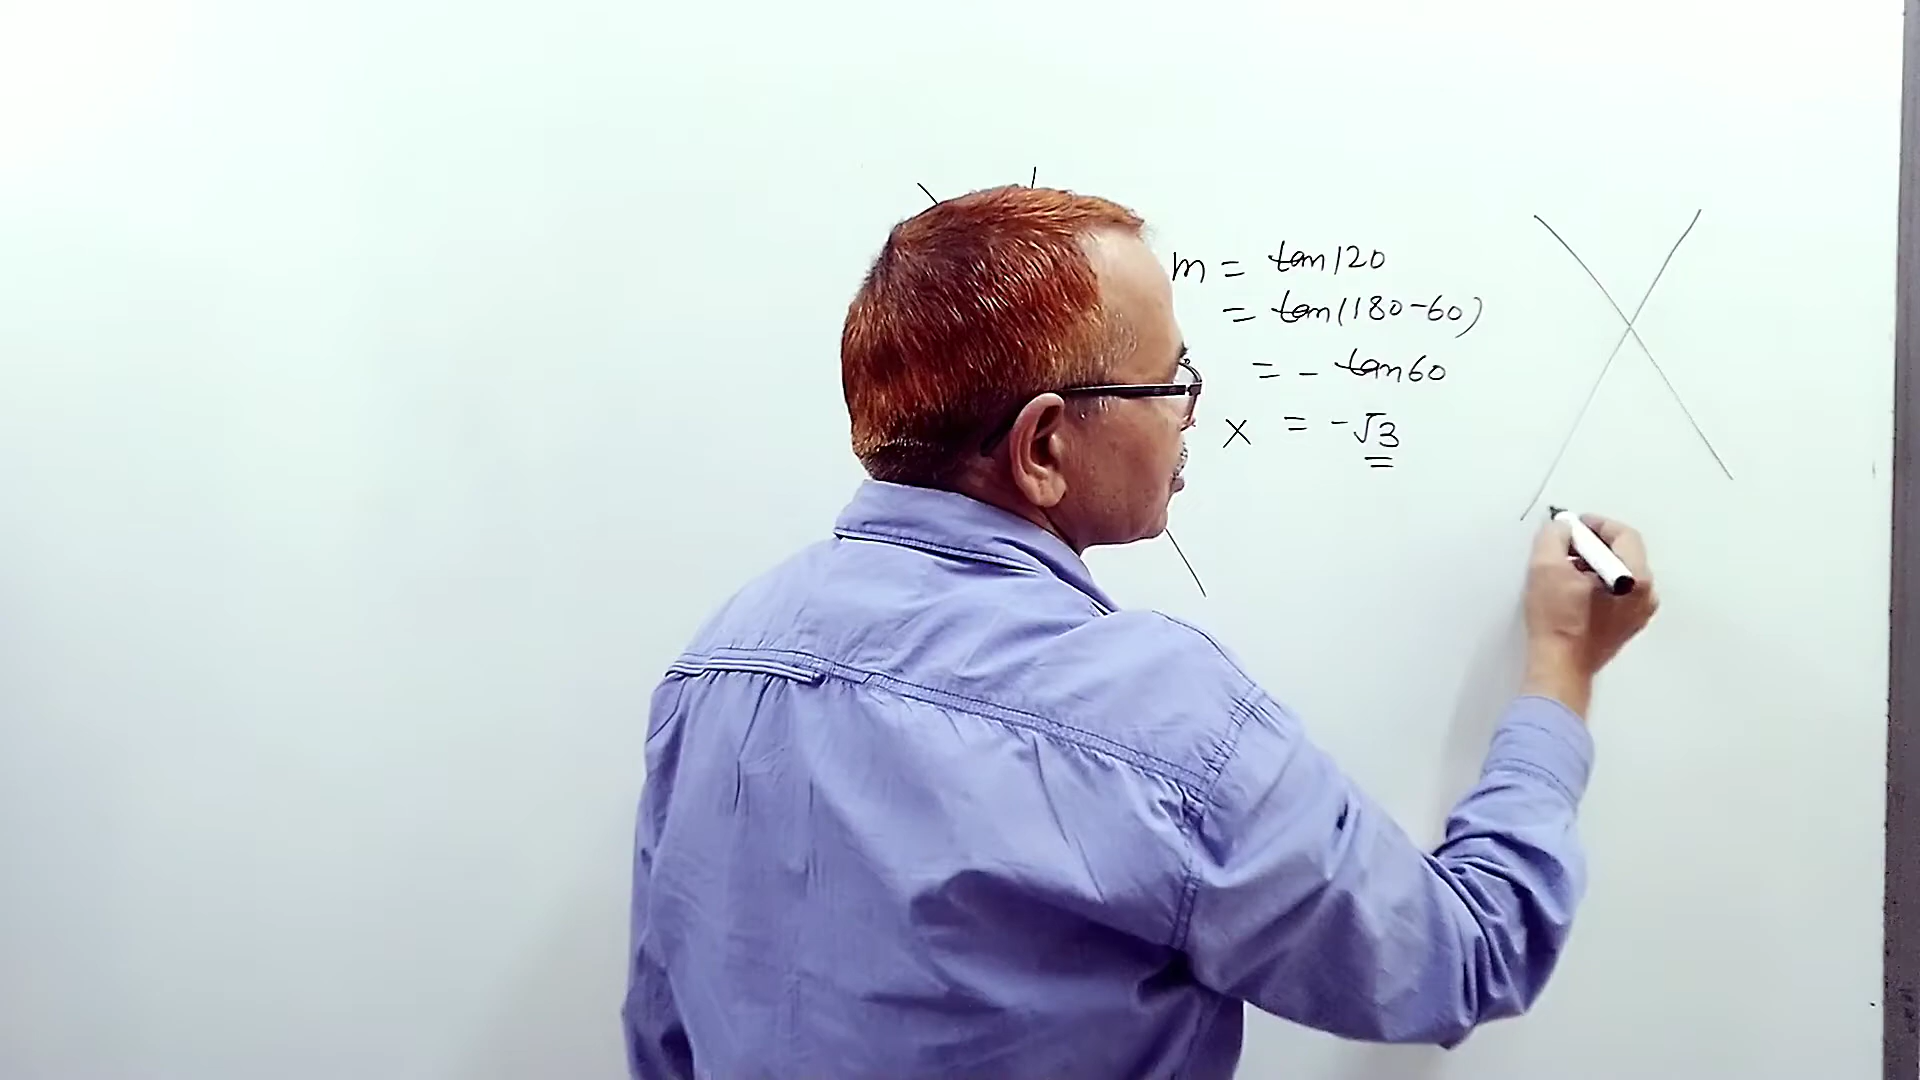 m = tan120
= tan(180-60)
= - tan60
x = -√3